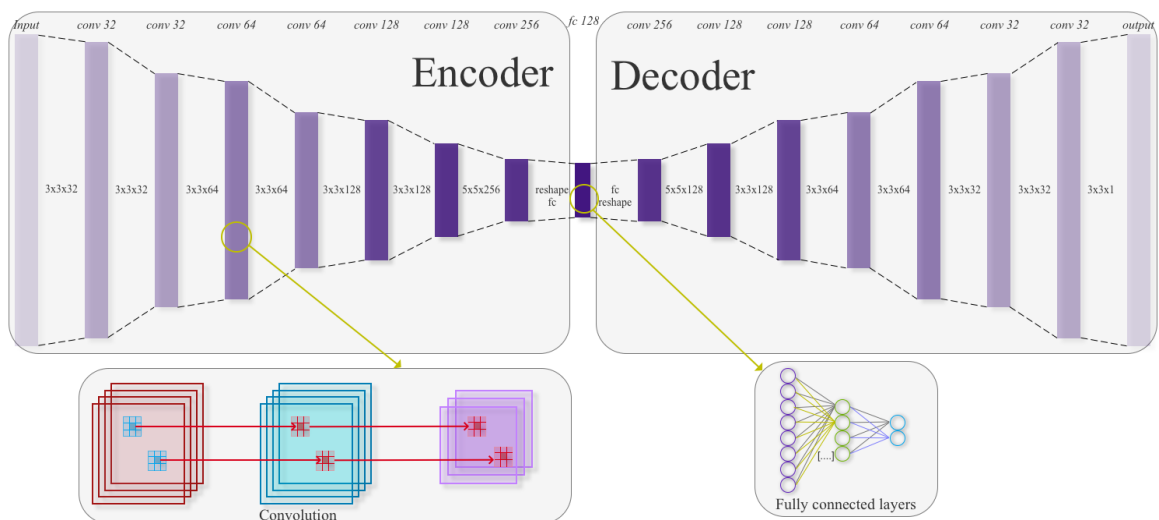 Input conv 32 conv 32 conv 64 conv 64 conv 128 conv 128 conv 256 fc 128 conv 256 conv 128 conv 128 conv 64 conv 64 conv 32 conv 32 output
Encoder Decoder
3x3x32 3x3x32 3x3x64 3x3x64 3x3x128 3x3x128 5x5x256 reshape fc 5x5x128 3x3x128 3x3x64 3x3x64 3x3x32 3x3x32 3x3x1
fc reshape
[....]
Convolution
Fully connected layers